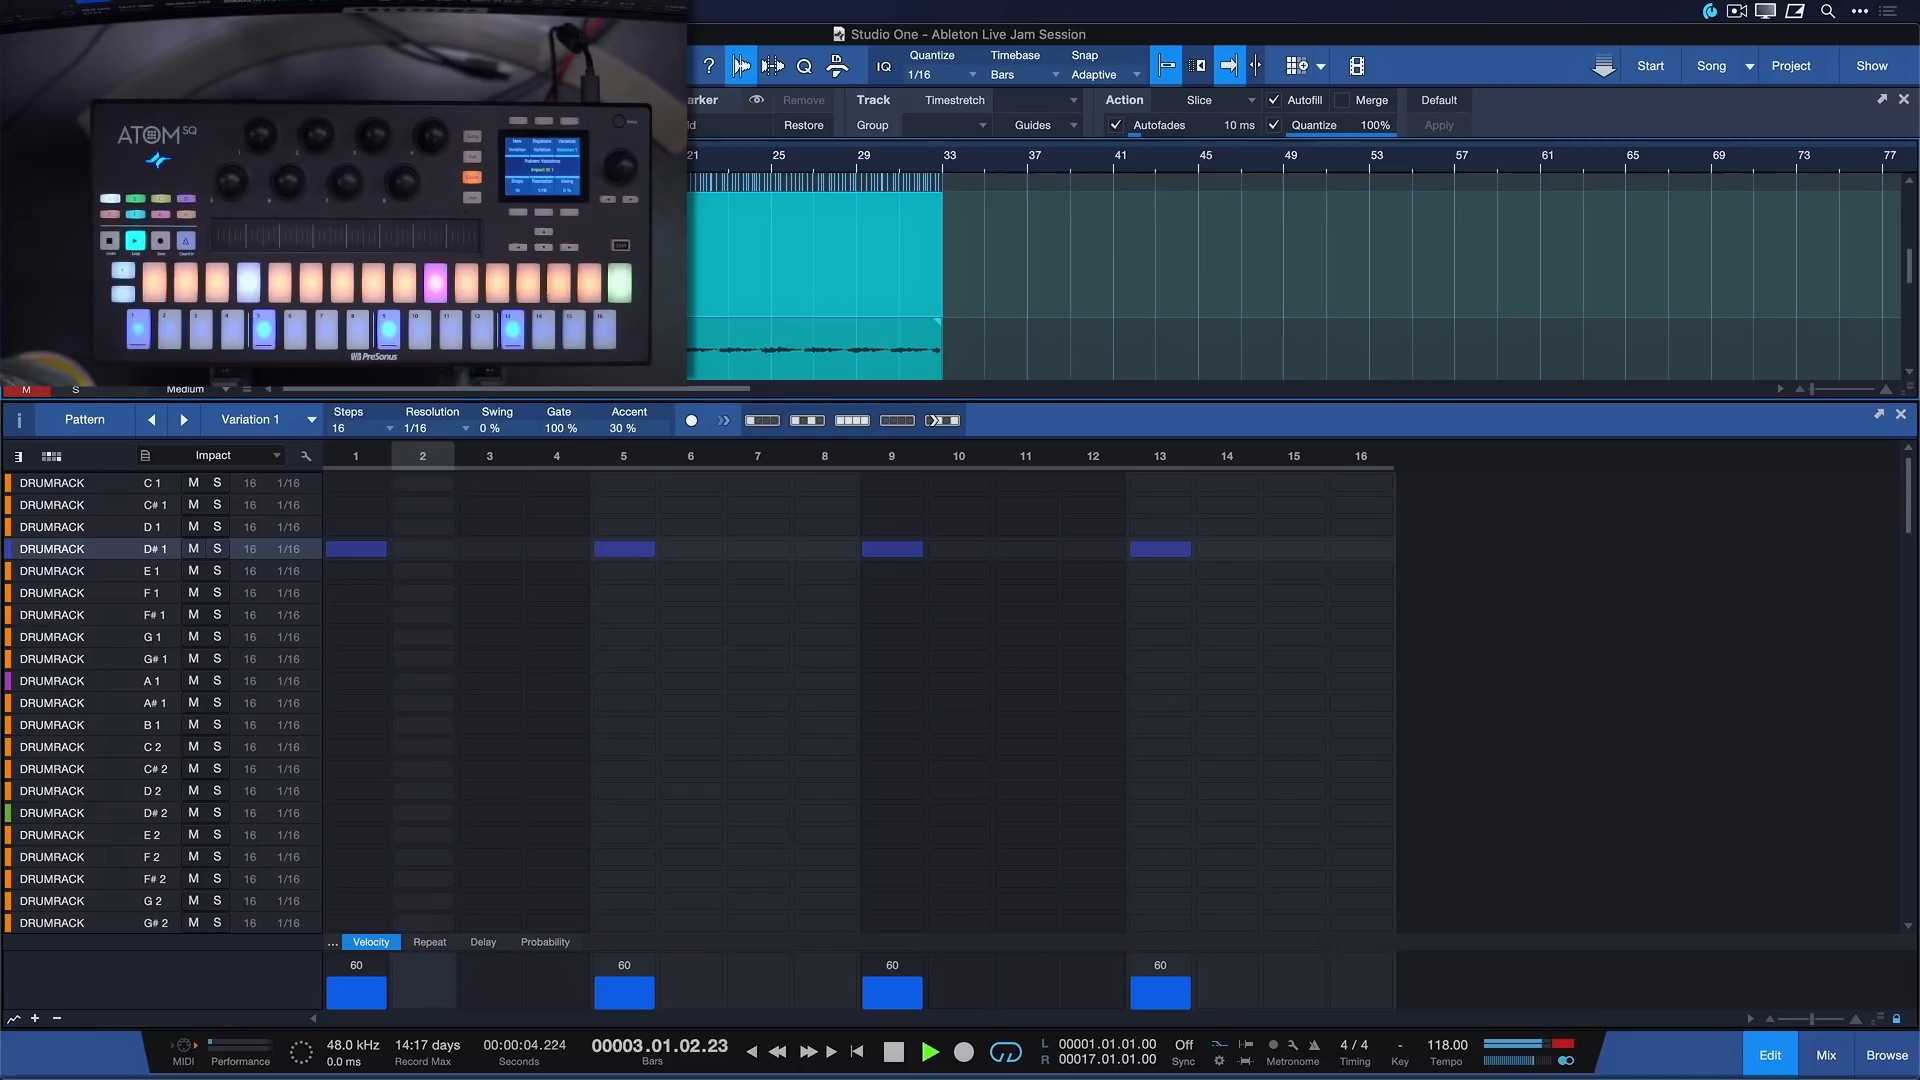 Studio One - Ableton Live Jam Session
? IQ Quantize Timebase Snap
1/16 Bars Adaptive
Start Song Project Show
arker Remove Track Timestretch Action Slice Autofill Merge Default
ld Restore Group Guides Autofades 10 ms Quantize 100% Apply
21 25 29 33 37 41 45 49 53 57 61 65 69 73 77
ATOM SQ
PreSonus
M S Medium
Pattern Variation 1 Steps Resolution Swing Gate Accent
16 1/16 0 % 100 % 30 %
Impact 1 2 3 4 5 6 7 8 9 10 11 12 13 14 15 16
DRUMRACK C 1 M S 16 1/16
DRUMRACK C# 1 M S 16 1/16
DRUMRACK D 1 M S 16 1/16
DRUMRACK D# 1 M S 16 1/16
DRUMRACK E 1 M S 16 1/16
DRUMRACK F 1 M S 16 1/16
DRUMRACK F# 1 M S 16 1/16
DRUMRACK G 1 M S 16 1/16
DRUMRACK G# 1 M S 16 1/16
DRUMRACK A 1 M S 16 1/16
DRUMRACK A# 1 M S 16 1/16
DRUMRACK B 1 M S 16 1/16
DRUMRACK C 2 M S 16 1/16
DRUMRACK C# 2 M S 16 1/16
DRUMRACK D 2 M S 16 1/16
DRUMRACK D# 2 M S 16 1/16
DRUMRACK E 2 M S 16 1/16
DRUMRACK F 2 M S 16 1/16
DRUMRACK F# 2 M S 16 1/16
DRUMRACK G 2 M S 16 1/16
DRUMRACK G# 2 M S 16 1/16
... Velocity Repeat Delay Probability
60 60 60 60
MIDI Performance 48.0 kHz 14:17 days 00:00:04.224 00003.01.02.23 L 00001.01.01.00 Off 4 / 4 - 118.00
0.0 ms Record Max Seconds Bars R 00017.01.01.00 Sync Metronome Timing Key Tempo
Edit Mix Browse